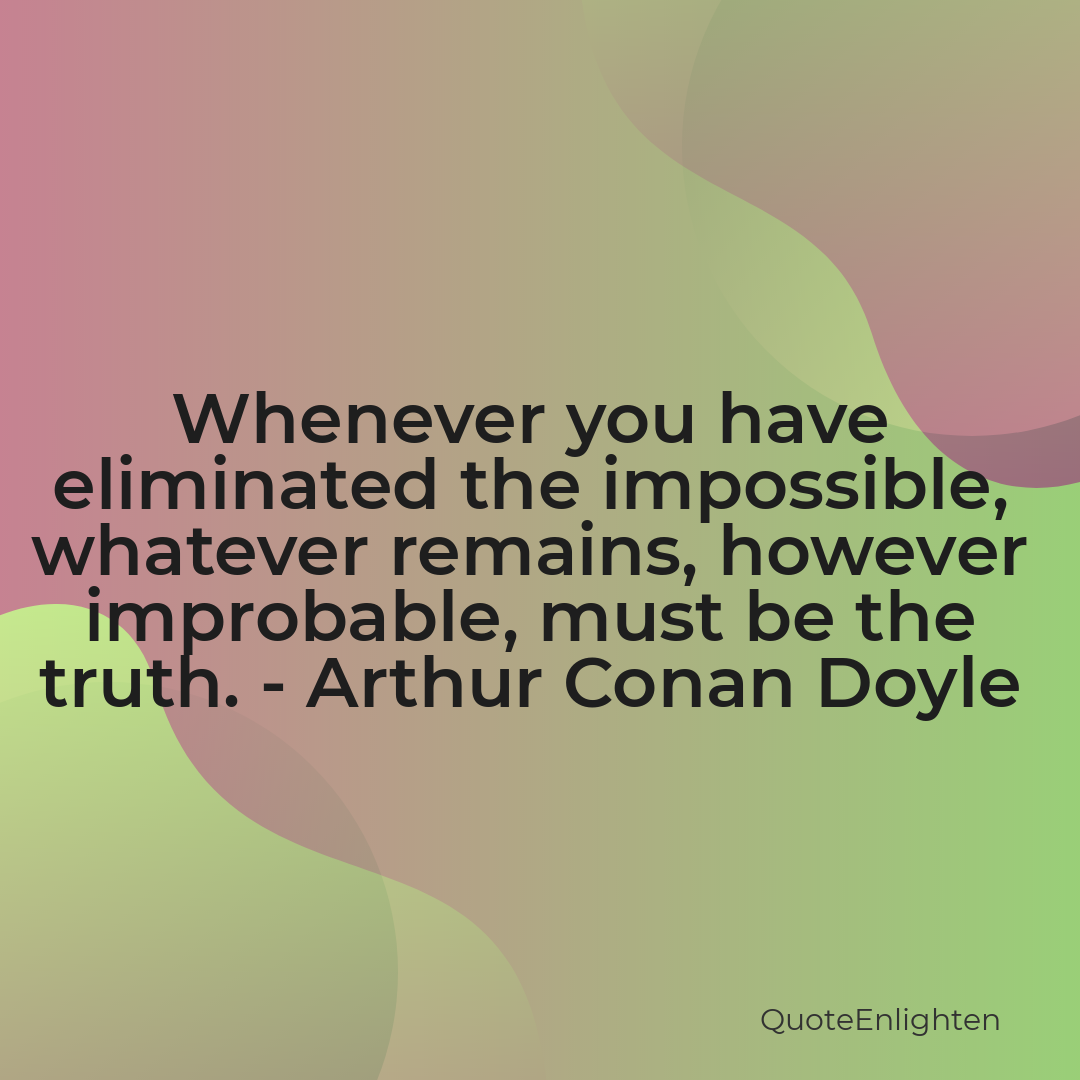 Whenever you have
eliminated the impossible,
whatever remains, however
improbable, must be the
truth. - Arthur Conan Doyle
QuoteEnlighten